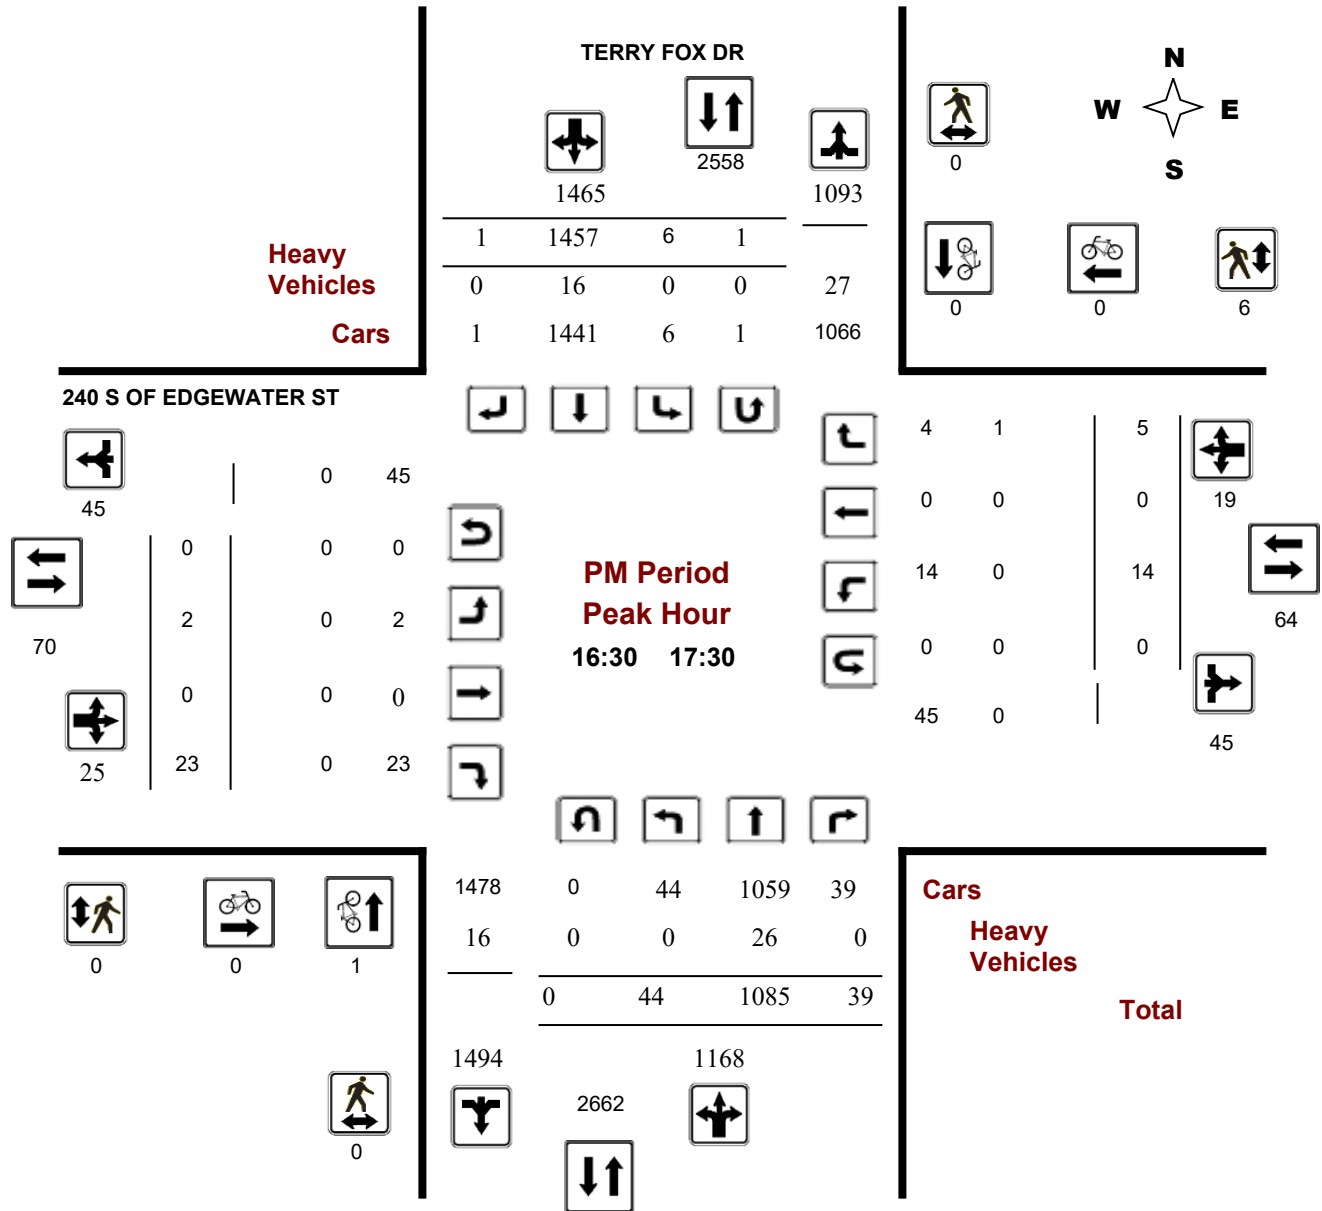 TERRY FOX DR
N
W E
S
2558
0
1465 1093
1 1457 6 1
Heavy
Vehicles
0 16 0 0 27
0 0 6
Cars
1 1441 6 1 1066
240 S OF EDGEWATER ST
4 1 5
0 45
45
0 0 0 19
0 0 0
PM Period
14 0 14
2 0 2
Peak Hour
64
70
16:30 17:30
0 0 0
0 0 0
45 0
45
25 23 0 23
1478 0 44 1059 39
Cars
16 0 0 26 0
Heavy
Vehicles
0 0 1
0 44 1085 39
Total
1494 1168
2662
0